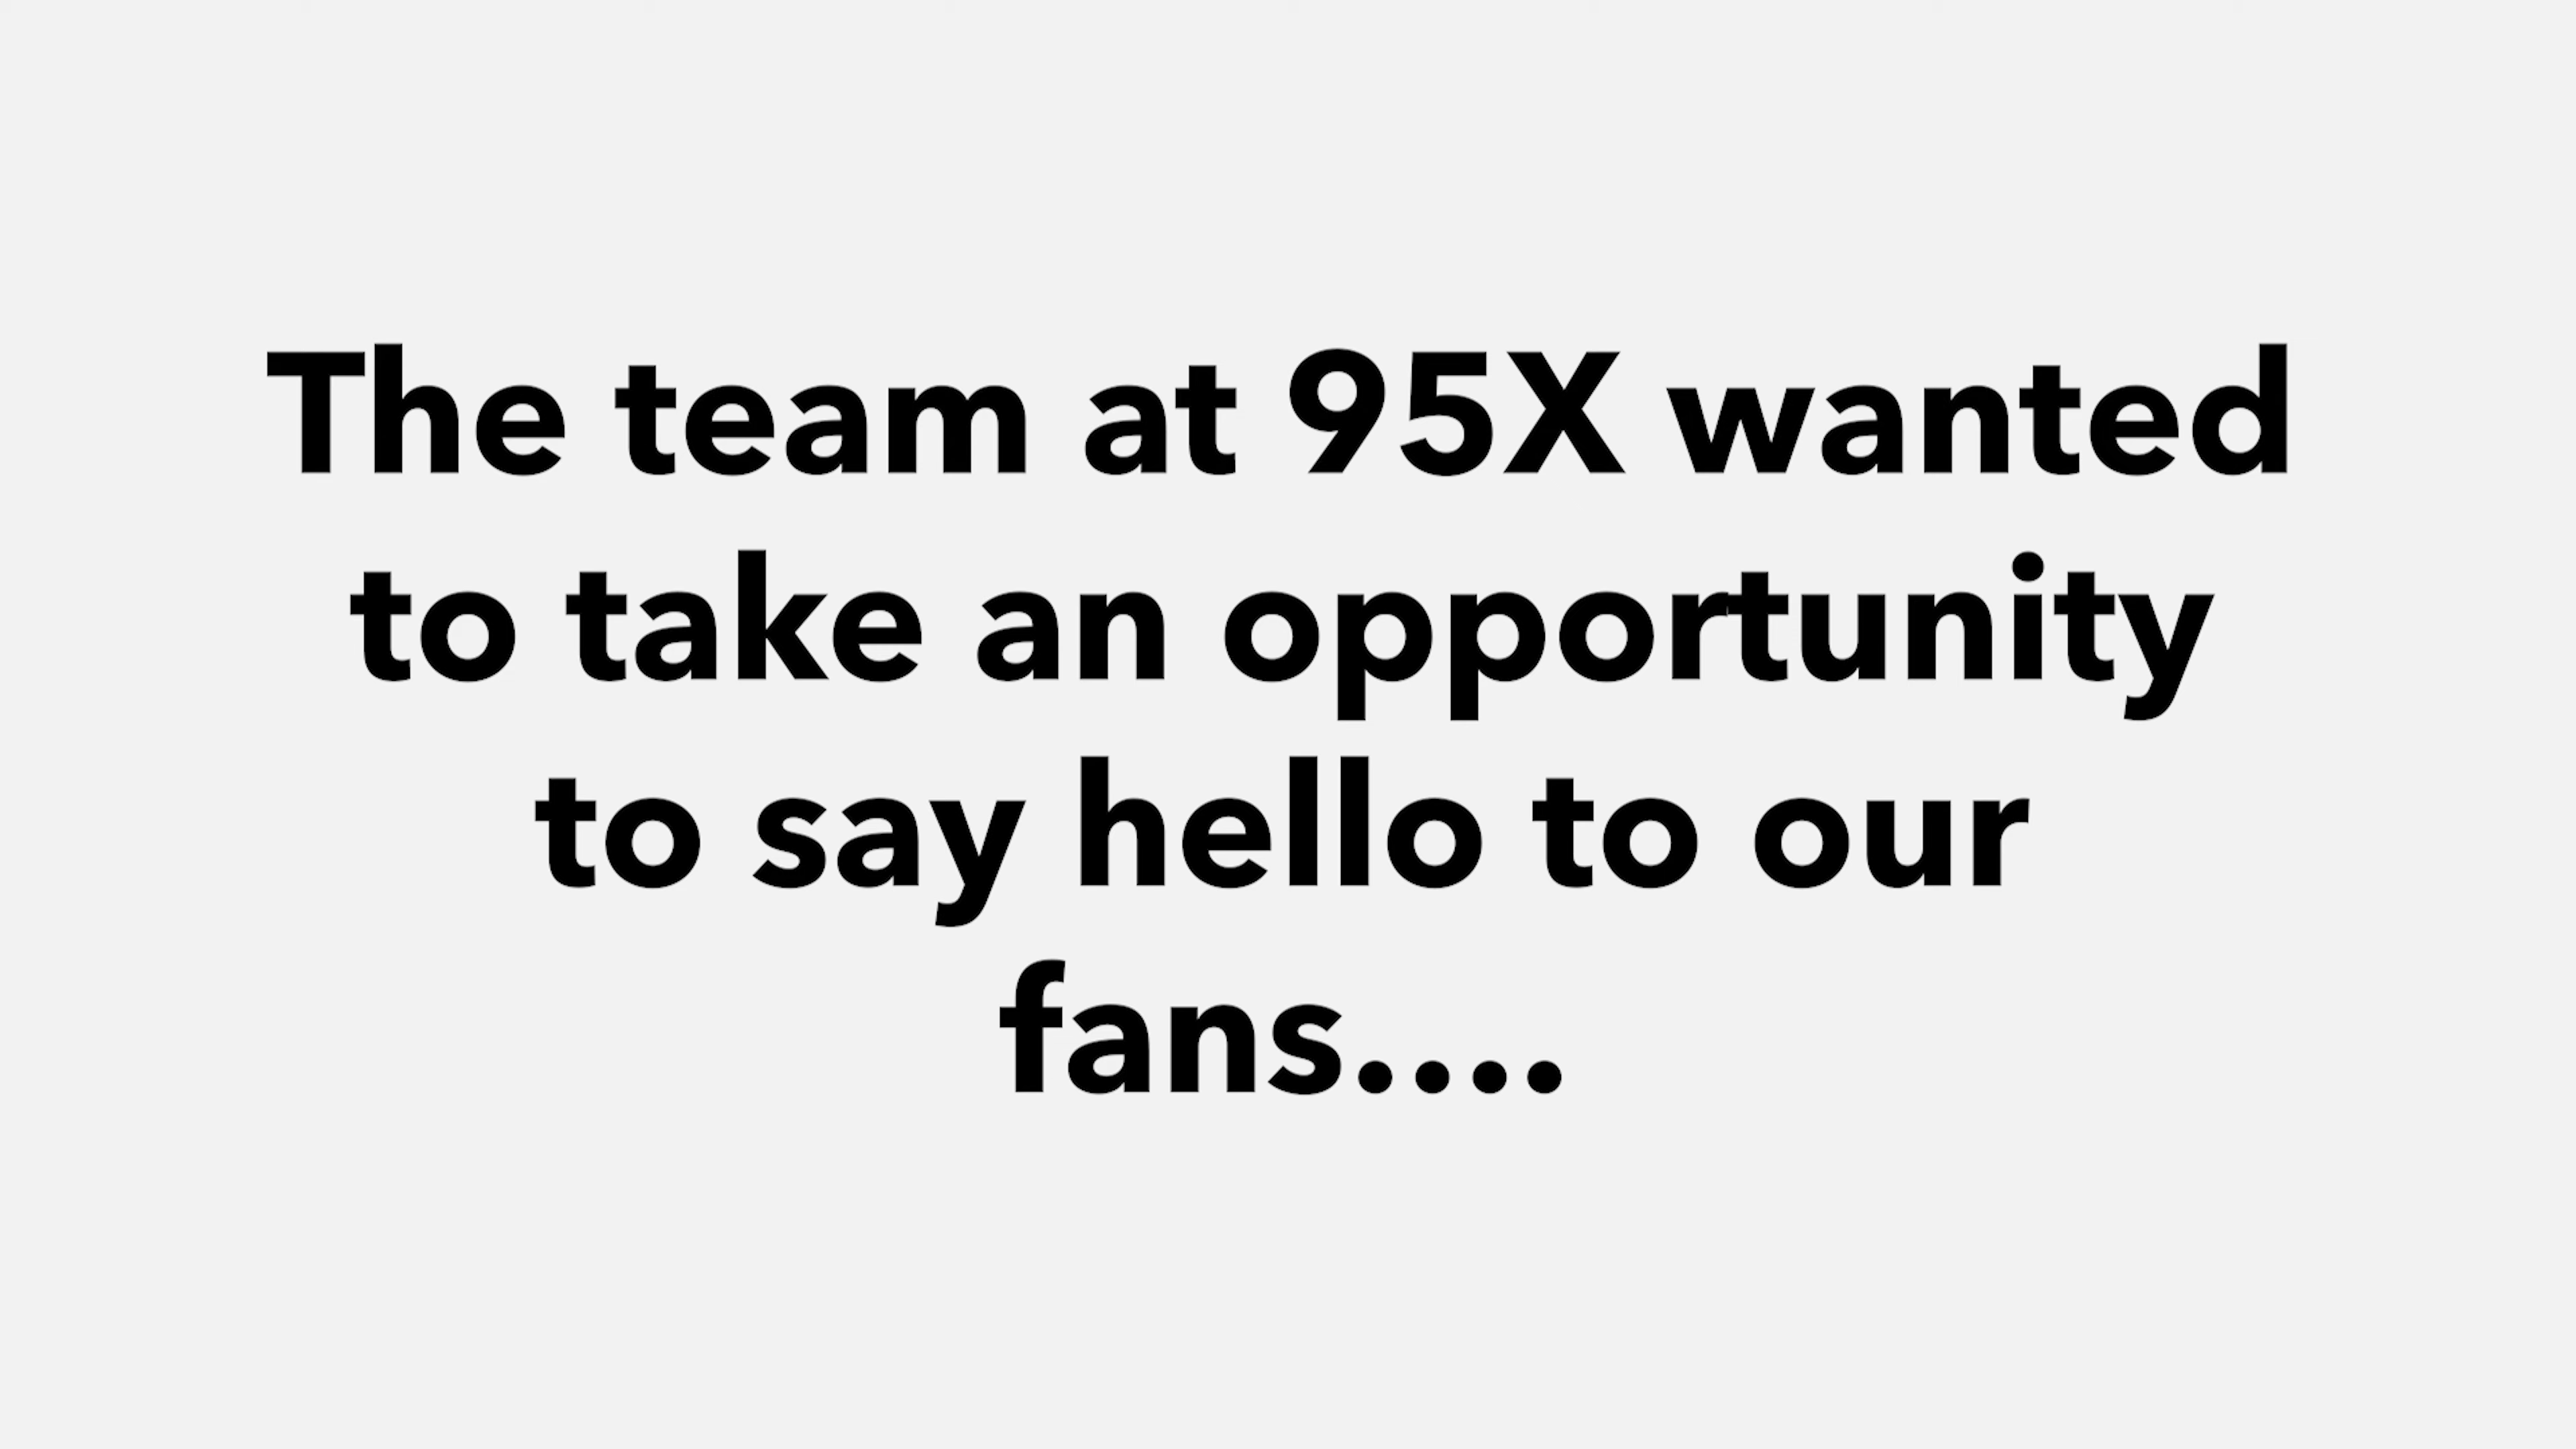 The team at 95X wanted
to take an opportunity
to say hello to our
fans....